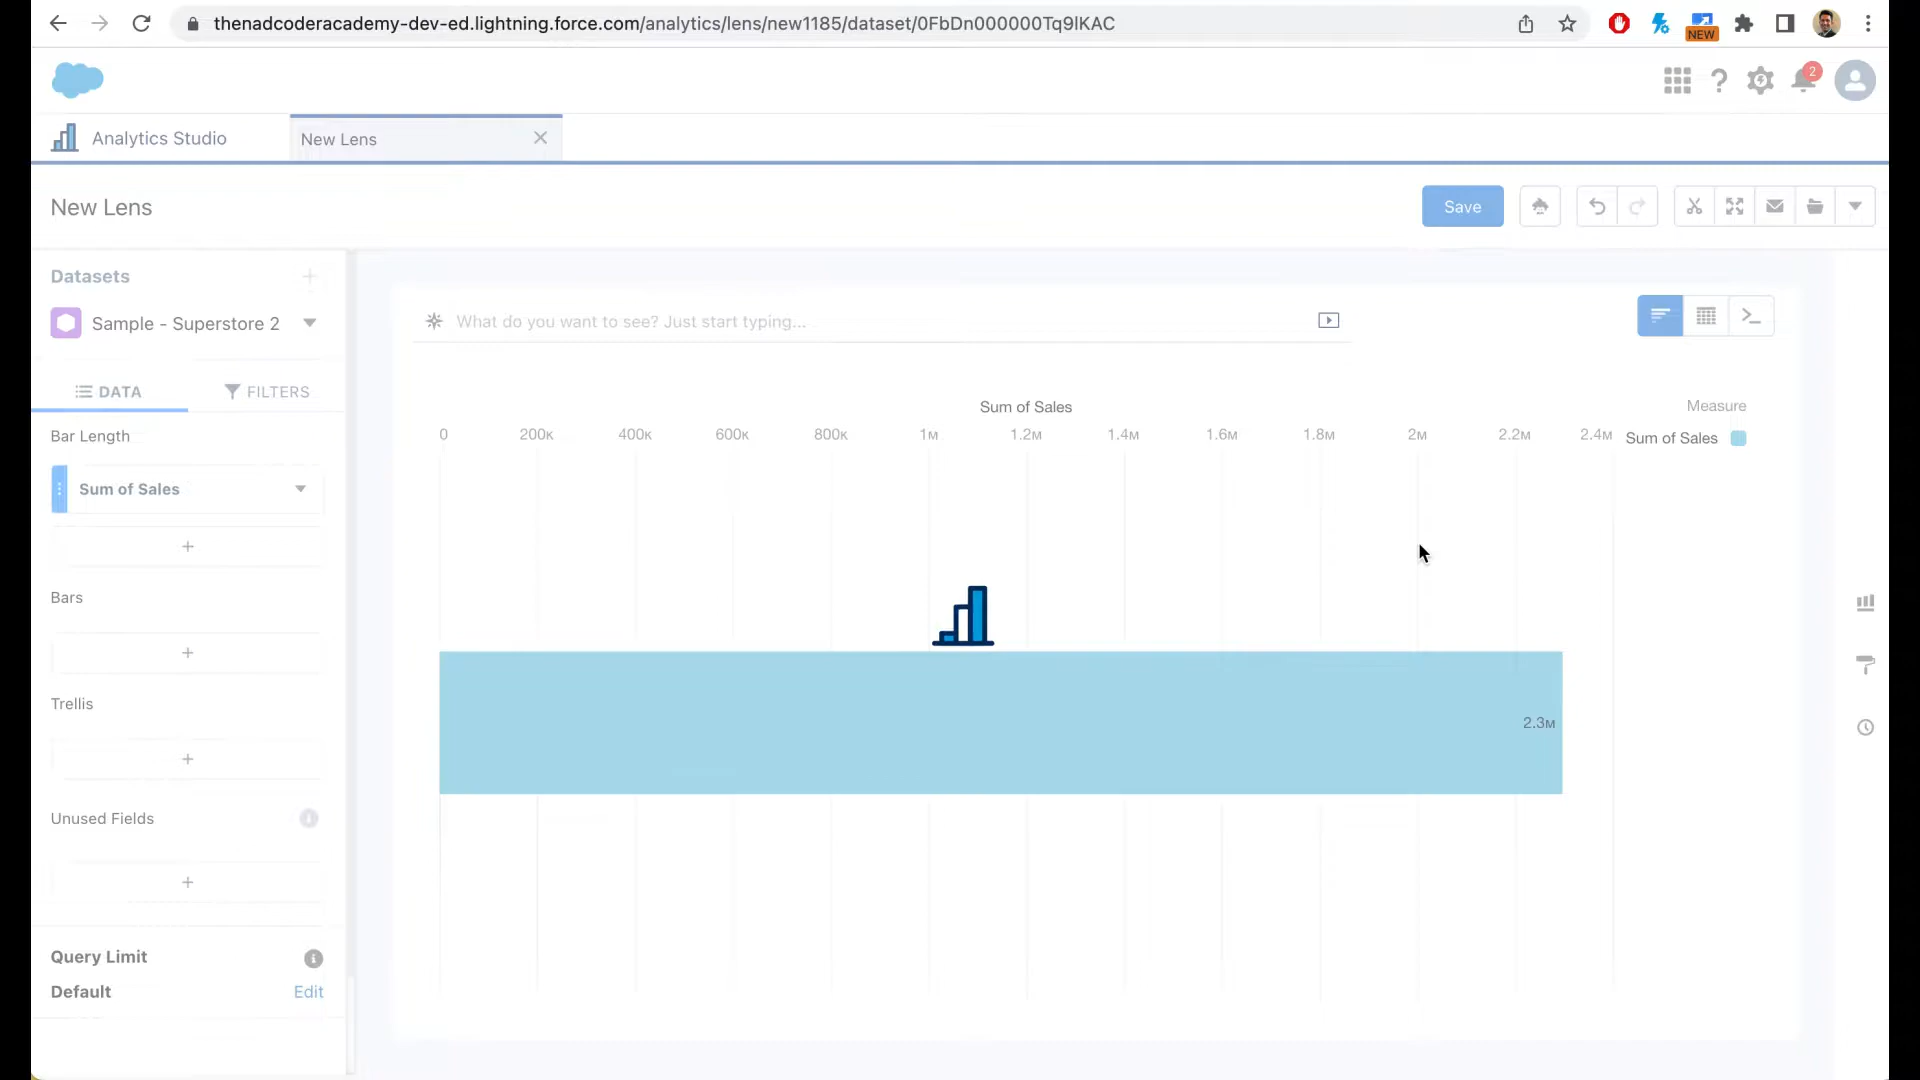 thenadcoderacademy-dev-ed.lightning.force.com/analytics/lens/new1185/dataset/0FbDn000000Tq9lKAC
NEW
2
Analytics Studio
New Lens
New Lens
Save
Datasets
Sample - Superstore 2
What do you want to see? Just start typing...
DATA
FILTERS
Bar Length
Sum of Sales
Bars
Trellis
Unused Fields
Query Limit
Default
Edit
Sum of Sales
Measure
0 200K 400K 600K 800K 1M 1.2M 1.4M 1.6M 1.8M 2M 2.2M 2.4M
Sum of Sales
2.3M